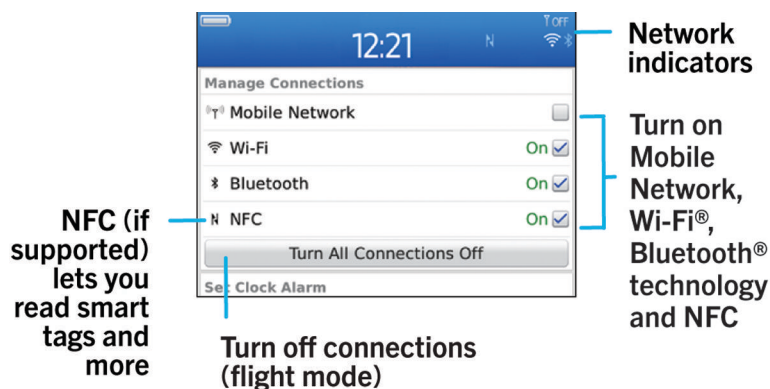 OFF
12:21
Manage Connections
Mobile Network
Wi-Fi On
Bluetooth On
NFC On
Turn All Connections Off
Set Clock Alarm
Network
indicators
Turn on
Mobile
Network,
Wi-Fi®,
Bluetooth®
technology
and NFC
NFC (if
supported)
lets you
read smart
tags and
more
Turn off connections
(flight mode)